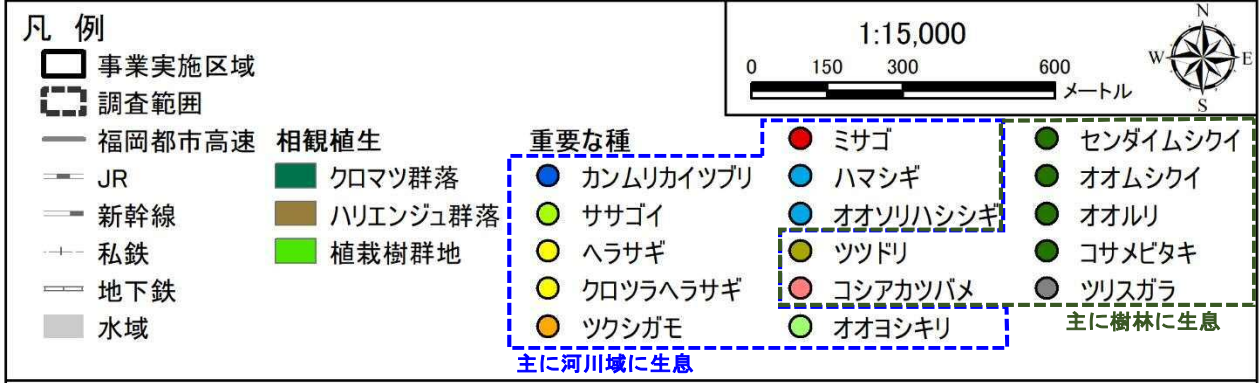 凡 例
事業実施区域
調査範囲
福岡都市高速
JR
新幹線
私鉄
地下鉄
水域
相観植生
クロマツ群落
ハリエンジュ群落
植栽樹群地
重要な種
カンムリカイツブリ
ササゴイ
ヘラサギ
クロツラヘラサギ
ツクシガモ
ミサゴ
ハマシギ
オオソリハシシギ
ツツドリ
コシアカツバメ
オオヨシキリ
センダイムシクイ
オオムシクイ
オオルリ
コサメビタキ
ツリスガラ
主に河川域に生息
主に樹林に生息
1:15,000
0 150 300 600
メートル
N
W E
S